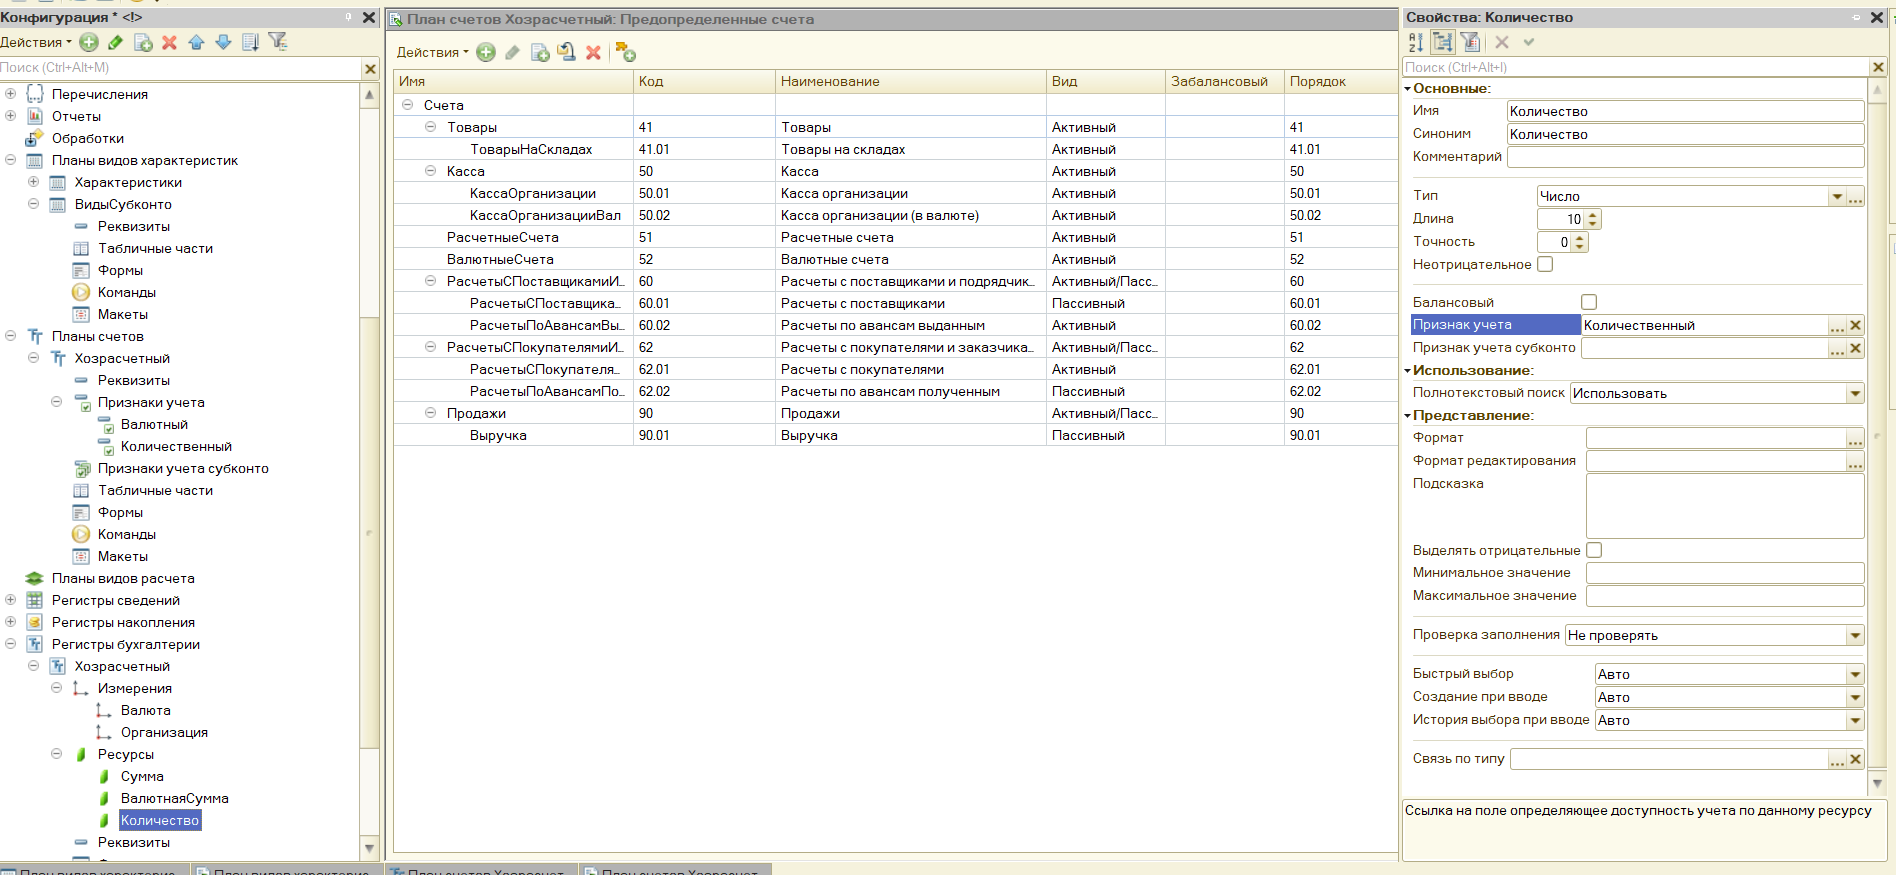 Конфигурация * <!>
Действия
Поиск (Ctrl+Alt+M)
Перечисления
Отчеты
Обработки
Планы видов характеристик
Характеристики
ВидыСубконто
Реквизиты
Табличные части
Формы
Команды
Макеты
Планы счетов
Хозрасчетный
Реквизиты
Признаки учета
Валютный
Количественный
Признаки учета субконто
Табличные части
Формы
Команды
Макеты
Планы видов расчета
Регистры сведений
Регистры накопления
Регистры бухгалтерии
Хозрасчетный
Измерения
Валюта
Организация
Ресурсы
Сумма
ВалютнаяСумма
Количество
Реквизиты
План счетов Хозрасчетный: Предопределенные счета
Действия
Имя Код Наименование Вид Забалансовый Порядок
Счета
Товары 41 Товары Активный 41
ТоварыНаСкладах 41.01 Товары на складах Активный 41.01
Касса 50 Касса Активный 50
КассаОрганизации 50.01 Касса организации Активный 50.01
КассаОрганизацииВал 50.02 Касса организации (в валюте) Активный 50.02
РасчетныеСчета 51 Расчетные счета Активный 51
ВалютныеСчета 52 Валютные счета Активный 52
РасчетыСПоставщикамиИ... 60 Расчеты с поставщиками и подрядчик... Активный/Пасс... 60
РасчетыСПоставщика... 60.01 Расчеты с поставщиками Пассивный 60.01
РасчетыПоАвансамВы... 60.02 Расчеты по авансам выданным Активный 60.02
РасчетыСПокупателямиИ... 62 Расчеты с покупателями и заказчика... Активный/Пасс... 62
РасчетыСПокупателя... 62.01 Расчеты с покупателями Активный 62.01
РасчетыПоАвансамПо... 62.02 Расчеты по авансам полученным Пассивный 62.02
Продажи 90 Продажи Активный/Пасс... 90
Выручка 90.01 Выручка Пассивный 90.01
Свойства: Количество
Поиск (Ctrl+Alt+I)
Основные:
Имя Количество
Синоним Количество
Комментарий
Тип Число
Длина 10
Точность 0
Неотрицательное
Балансовый
Признак учета Количественный
Признак учета субконто
Использование:
Полнотекстовый поиск Использовать
Представление:
Формат
Формат редактирования
Подсказка
Выделять отрицательные
Минимальное значение
Максимальное значение
Проверка заполнения Не проверять
Быстрый выбор Авто
Создание при вводе Авто
История выбора при вводе Авто
Связь по типу
Ссылка на поле определяющее доступность учета по данному ресурсу